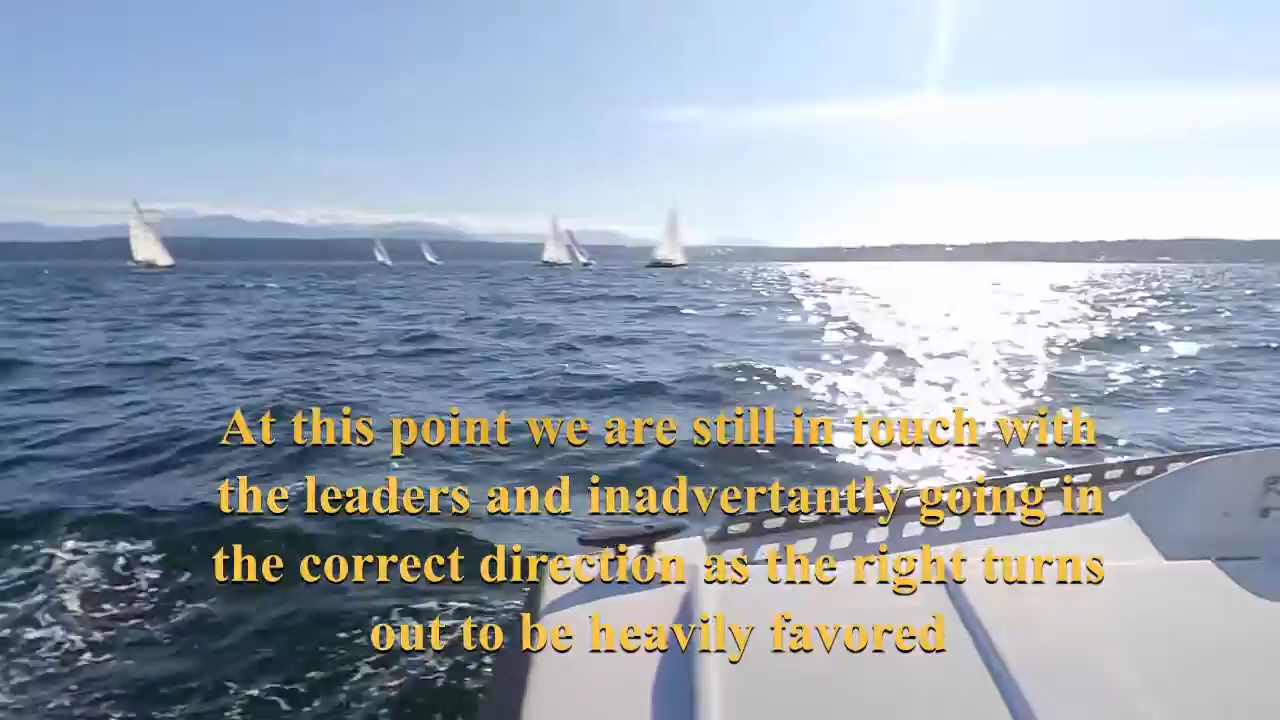 At this point we are still in touch with
the leaders and inadvertantly going in
the correct direction as the right turns
out to be heavily favored